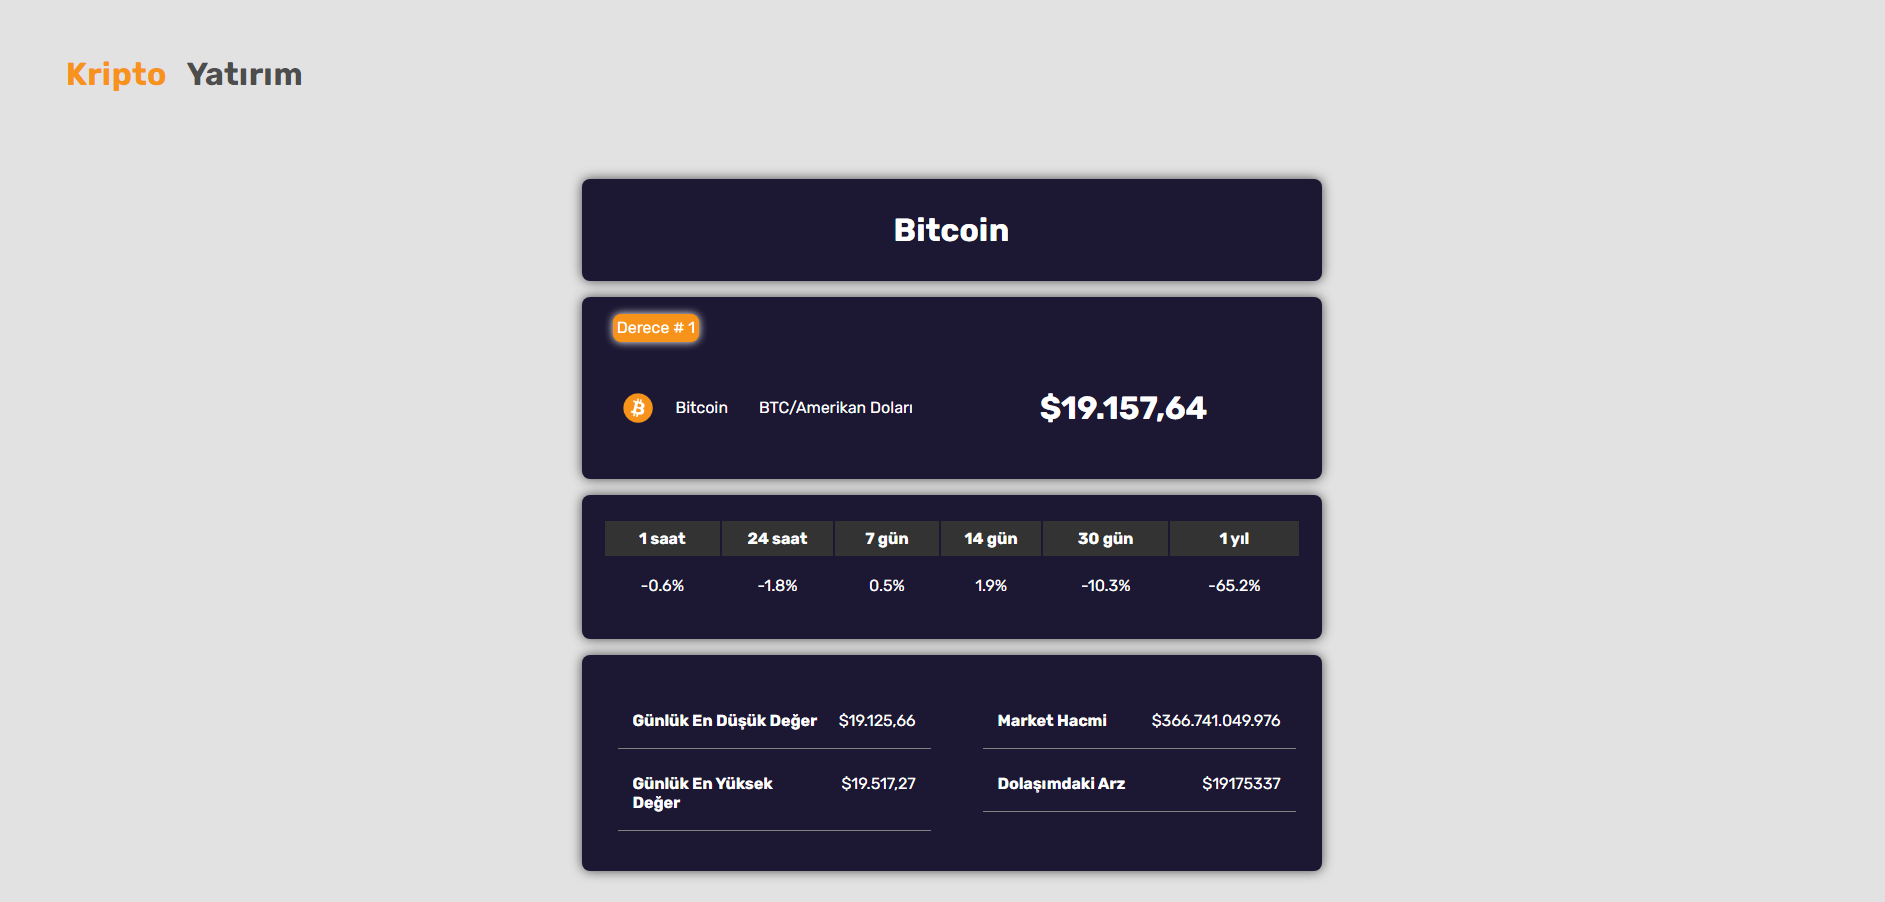 Kripto Yatırım
Bitcoin
Derece # 1
Bitcoin BTC/Amerikan Doları $19.157,64
1 saat 24 saat 7 gün 14 gün 30 gün 1 yıl
-0.6% -1.8% 0.5% 1.9% -10.3% -65.2%
Günlük En Düşük Değer $19.125,66
Günlük En Yüksek $19.517,27
Değer
Market Hacmi $366.741.049.976
Dolaşımdaki Arz $19175337